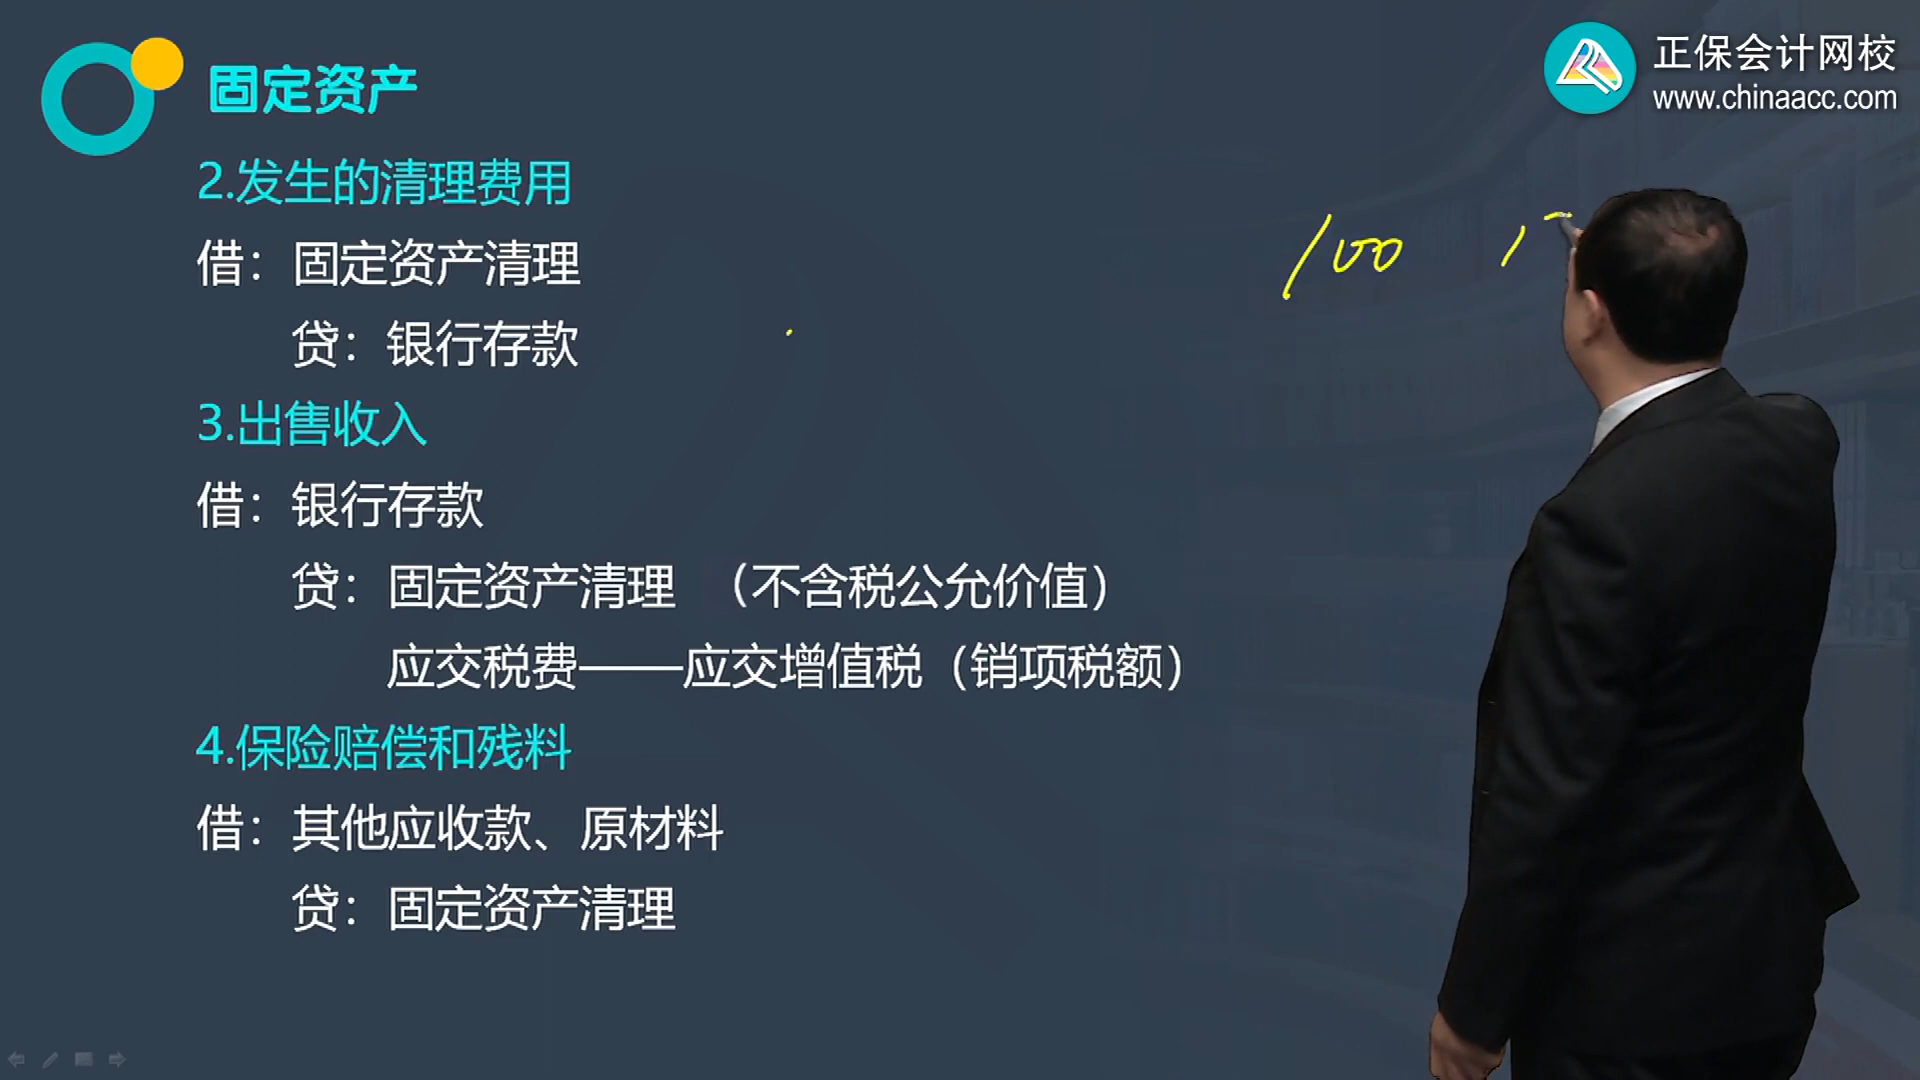 固定资产
正保会计网校
www.chinaacc.com
2.发生的清理费用
借：固定资产清理
贷：银行存款
100
3.出售收入
借：银行存款
贷：固定资产清理 （不含税公允价值）
应交税费——应交增值税（销项税额）
4.保险赔偿和残料
借：其他应收款、原材料
贷：固定资产清理